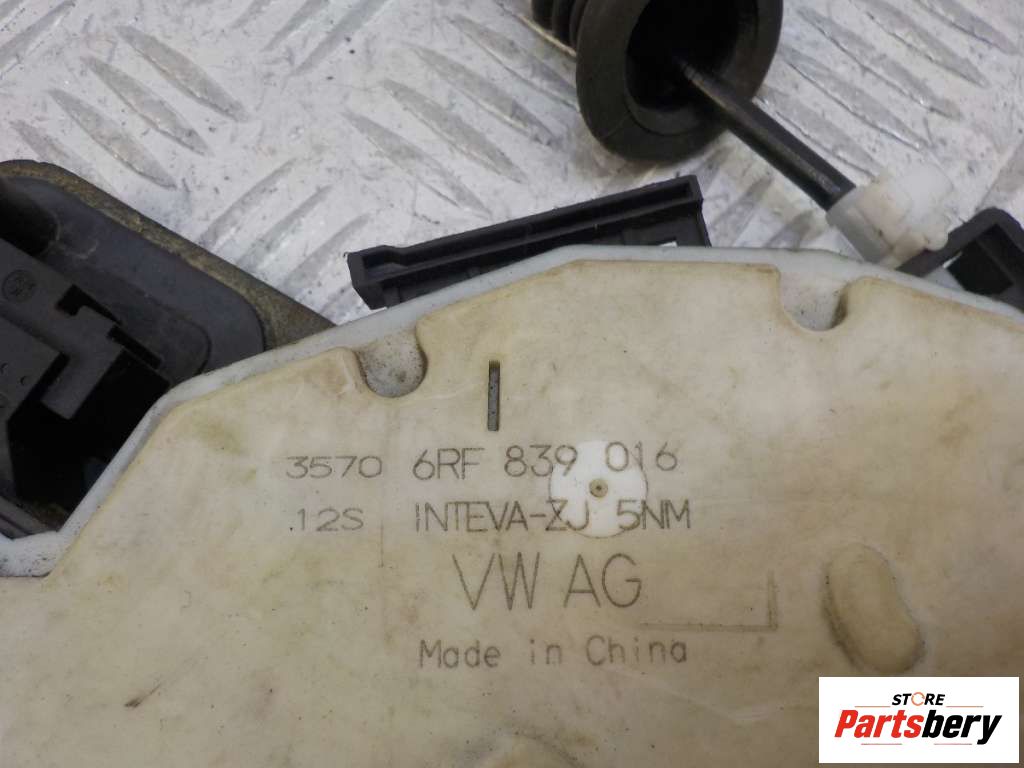 3570 6RF 839 016
.12S INTEVA-ZJ 5NM
VW AG
Made in China
STORE
Partsbery